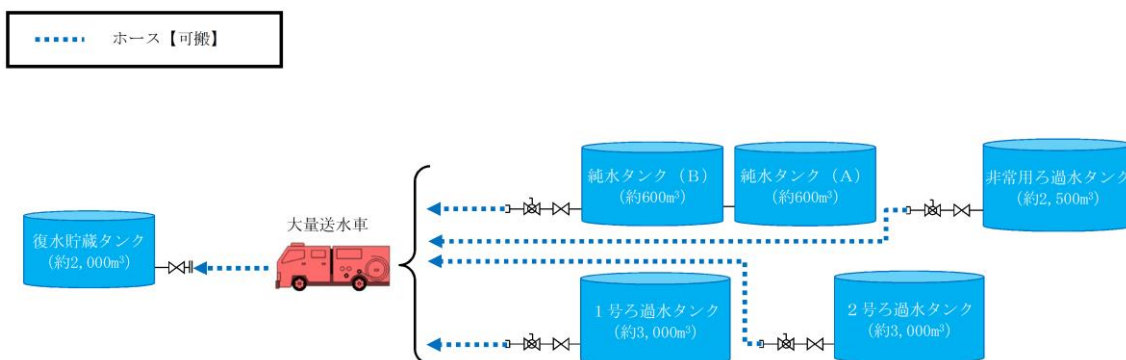 ホース【可搬】
純水タンク（B）
（約600m³）
純水タンク（A）
（約600m³）
非常用ろ過水タンク
（約2,500m³）
大量送水車
復水貯蔵タンク
（約2,000m³）
１号ろ過水タンク
（約3,000m³）
２号ろ過水タンク
（約3,000m³）